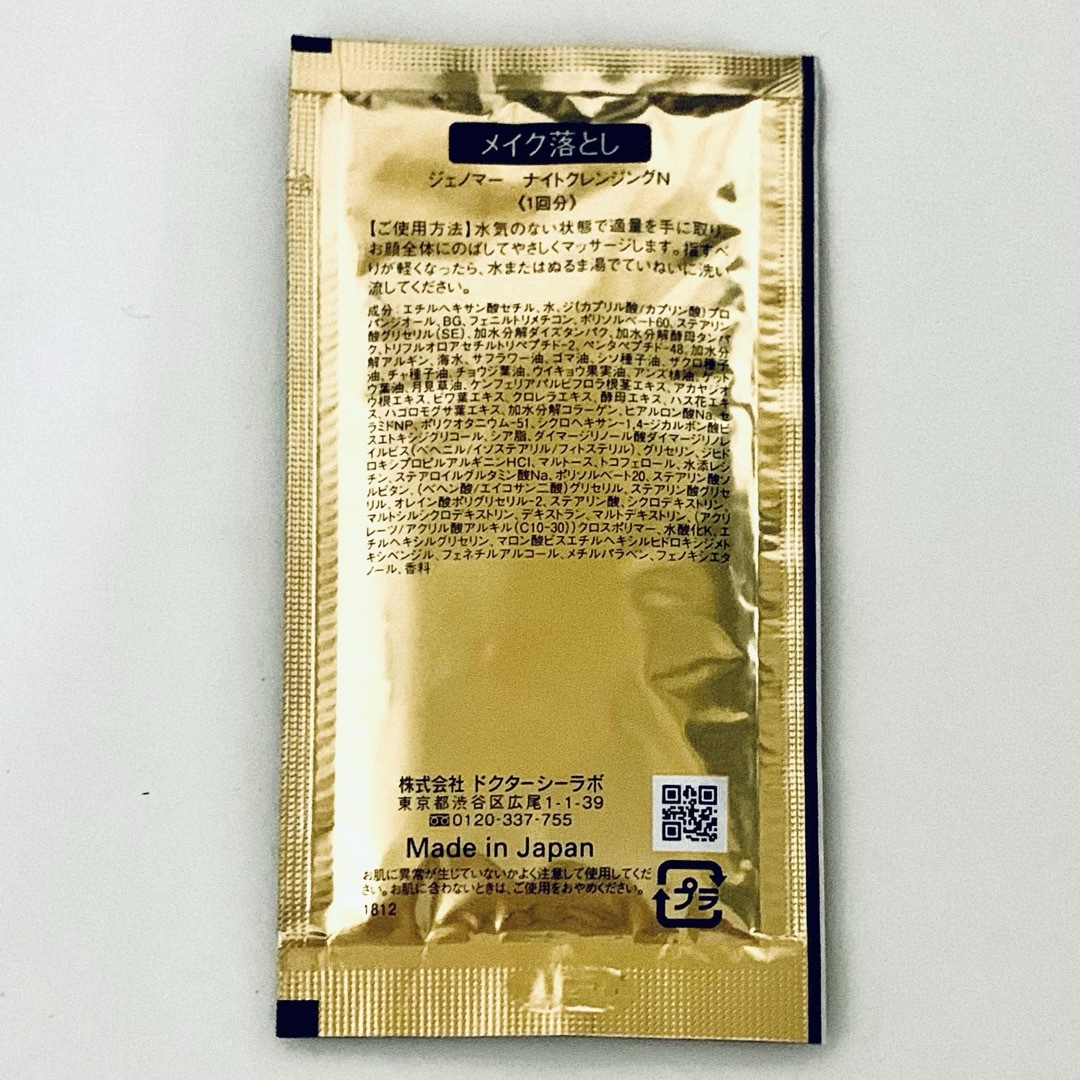 メイク落とし
ジェノマー ナイトクレンジングN
《1回分》
【ご使用方法】水気のない状態で適量を手に取り、
お顔全体にのばしてやさしくマッサージします。指すべ
りが軽くなったら、水またはぬるま湯でていねいに洗い
流してください。
成分:エチルヘキサン酸セチル、水、ジ(カプリル酸/カプリン酸)プロ
パンジオール、BG、フェニルトリメチコン、ポリソルベート60、ステアリン
酸グリセリル(SE)、加水分解ダイズタンパク、加水分解酵母タンパ
ク、トリフルオロアセチルトリペプチド-2、ペンタペプチド-48、加水分
解アルギン、海水、サフラワー油、ゴマ油、シソ種子油、ザクロ種子
油、チャ種子油、チョウジ葉油、ウイキョウ果実油、アンズ核油、ゲット
ウ葉油、月見草油、ケンフェリアパルビフロラ根茎エキス、アカヤジオ
ウ根エキス、ビワ葉エキス、クロレラエキス、酵母エキス、ハス花エキ
ス、ハゴロモグサ葉エキス、加水分解コラーゲン、ヒアルロン酸Na、セ
ラミドNP、ポリクオタニウム-51、シクロヘキサン-1,4-ジカルボン酸ビ
スエトキシジグリコール、シア脂、ダイマージリノール酸ダイマージリノレ
イルビス(ベヘニル/イソステアリル/フィトステリル)、グリセリン、ジヒド
ロキシプロピルアルギニンHCl、マルトース、トコフェロール、水添レシ
チン、ステアロイルグルタミン酸Na、ポリソルベート20、ステアリン酸ソ
ルビタン、(ベヘン酸/エイコサン二酸)グリセリル、ステアリン酸グリセ
リル、オレイン酸ポリグリセリル-2、ステアリン酸、シクロデキストリン、
マルトシルシクロデキストリン、デキストラン、マルトデキストリン、(アクリ
レーツ/アクリル酸アルキル(C10-30))クロスポリマー、水酸化K、エ
チルヘキシルグリセリン、マロン酸ビスエチルヘキシルヒドロキシジメト
キシベンジル、フェネチルアルコール、メチルパラベン、フェノキシエタ
ノール、香料
株式会社 ドクターシーラボ
東京都渋谷区広尾1-1-39
0120-337-755
Made in Japan
お肌に異常が生じていないかよく注意して使用してくだ
さい。お肌に合わないときは、ご使用をおやめください。
1812
プラ